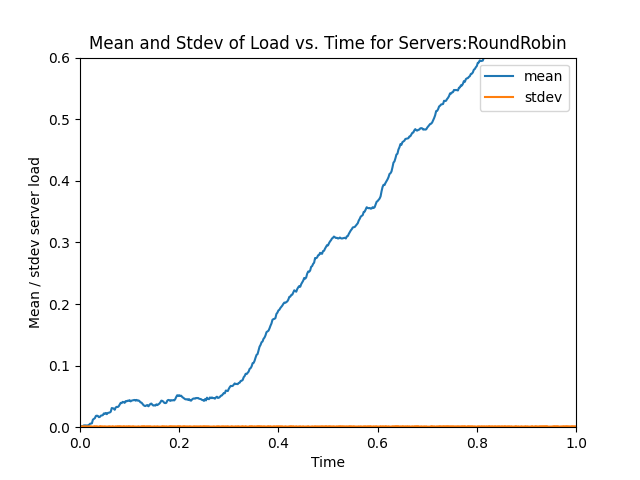 Mean and Stdev of Load vs. Time for Servers:RoundRobin
mean
stdev
Mean / stdev server load
0.6
0.5
0.4
0.3
0.2
0.1
0.0
0.0 0.2 0.4 0.6 0.8 1.0
Time